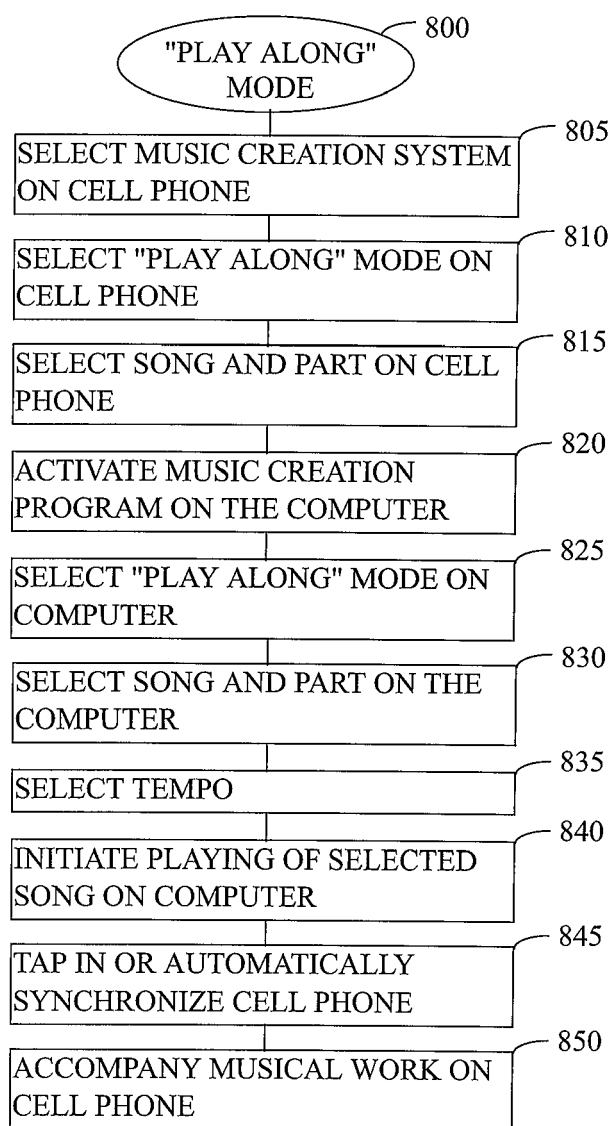 800
"PLAY ALONG"
MODE
805
SELECT MUSIC CREATION SYSTEM
ON CELL PHONE
810
SELECT "PLAY ALONG" MODE ON
CELL PHONE
815
SELECT SONG AND PART ON CELL
PHONE
820
ACTIVATE MUSIC CREATION
PROGRAM ON THE COMPUTER
825
SELECT "PLAY ALONG" MODE ON
COMPUTER
830
SELECT SONG AND PART ON THE
COMPUTER
835
SELECT TEMPO
840
INITIATE PLAYING OF SELECTED
SONG ON COMPUTER
845
TAP IN OR AUTOMATICALLY
SYNCHRONIZE CELL PHONE
850
ACCOMPANY MUSICAL WORK ON
CELL PHONE